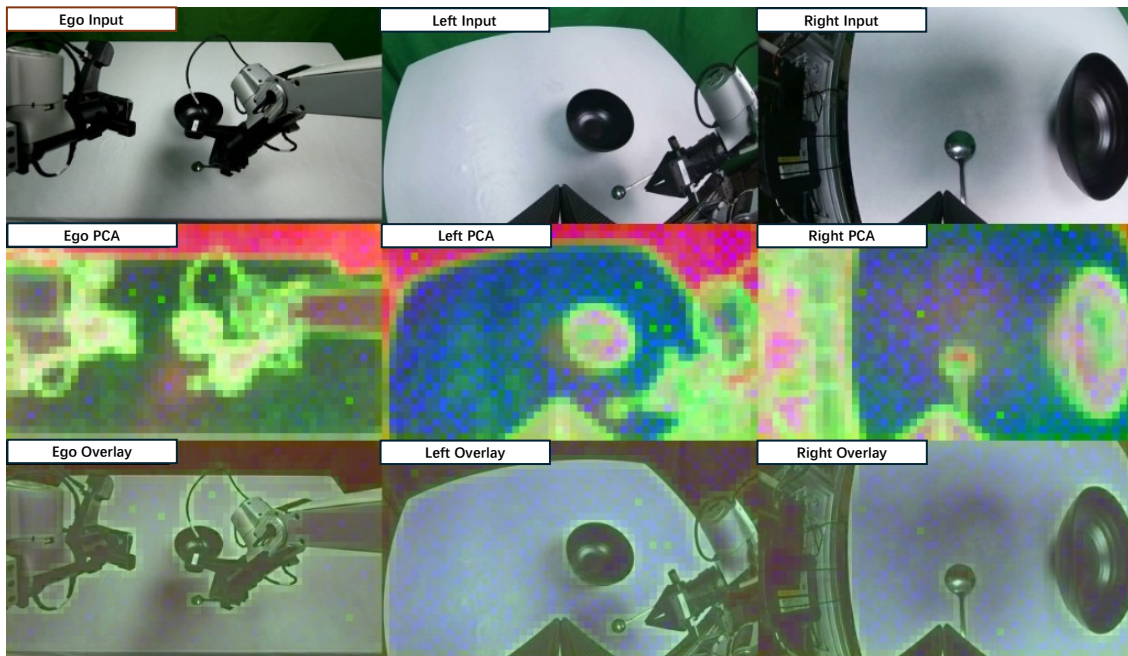 Ego Input
Left Input
Right Input
Ego PCA
Left PCA
Right PCA
Ego Overlay
Left Overlay
Right Overlay